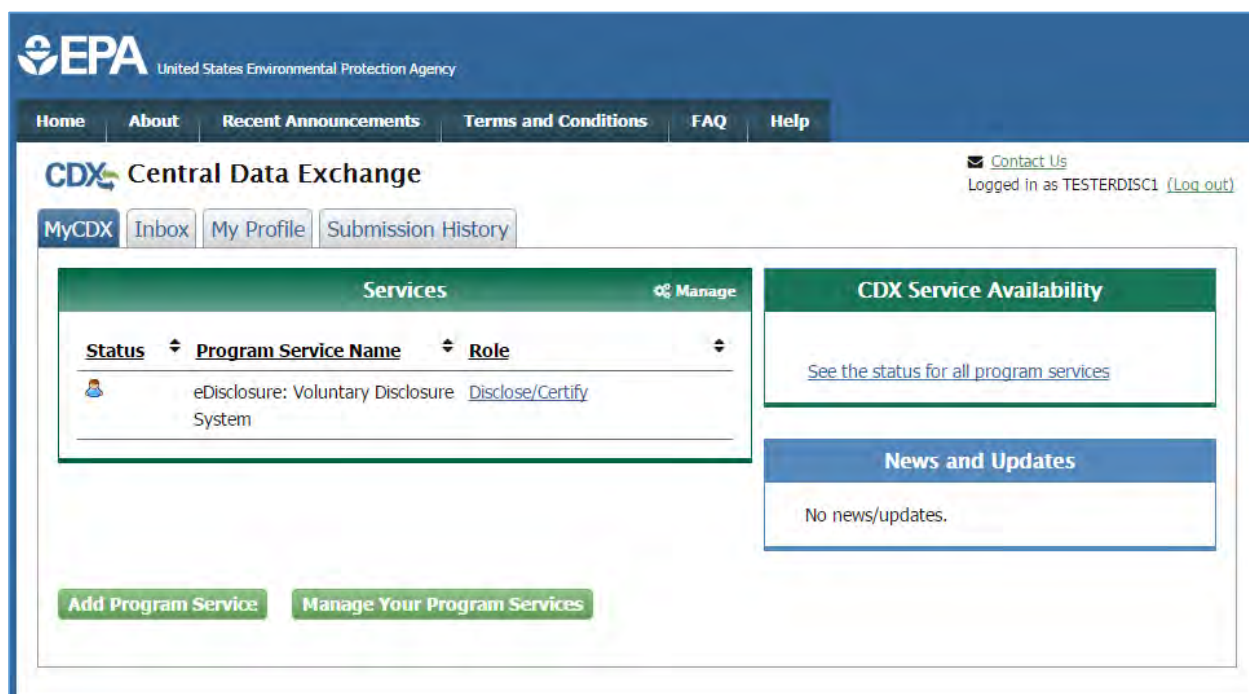 EPA United States Environmental Protection Agency
Home About Recent Announcements Terms and Conditions FAQ Help
CDX Central Data Exchange
Contact Us
Logged in as TESTERDISC1 (Log out)
MyCDX Inbox My Profile Submission History
Services Manage
Status Program Service Name Role
eDisclosure: Voluntary Disclosure Disclose/Certify
System
CDX Service Availability
See the status for all program services
News and Updates
No news/updates.
Add Program Service Manage Your Program Services